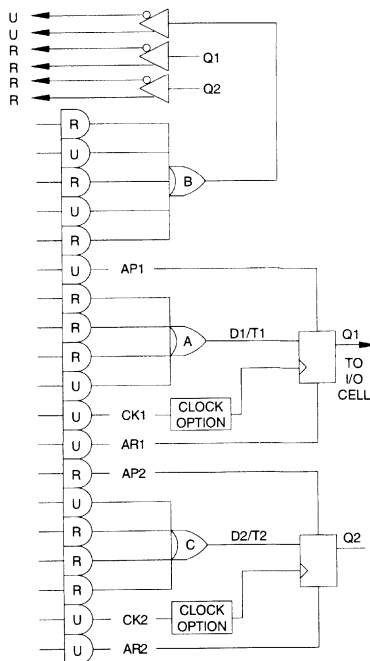 U
U
R
Q1
R
R
Q2
R
R
U
R
B
U
R
U
AP1
R
R
A
D1/T1
Q1
R
TO
I/O
CELL
U
U
CK1
CLOCK
OPTION
U
AR1
R
AP2
U
R
C
D2/T2
Q2
R
R
U
CK2
CLOCK
OPTION
U
AR2